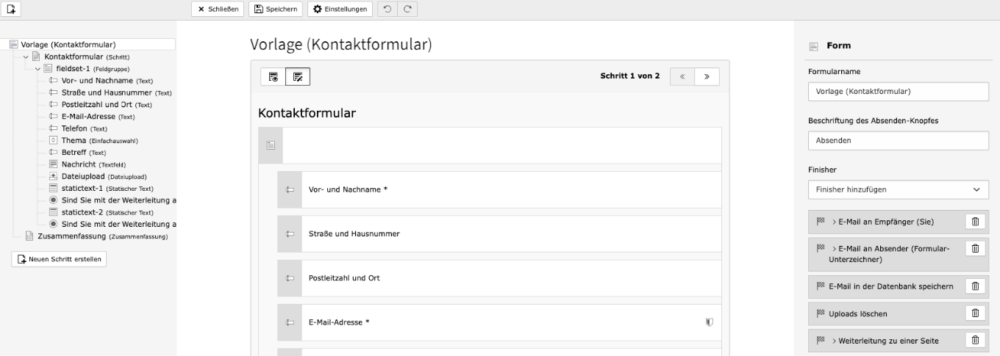 Schließen
Speichern
Einstellungen
Vorlage (Kontaktformular)
Kontaktformular (Schritt)
fieldset-1 (Feldgruppe)
Vor- und Nachname (Text)
Straße und Hausnummer (Text)
Postleitzahl und Ort (Text)
E-Mail-Adresse (Text)
Telefon (Text)
Thema (Einfachauswahl)
Betreff (Text)
Nachricht (Textfeld)
Dateiupload (Dateiupload)
statictext-1 (Statischer Text)
Sind Sie mit der Weiterleitung a
statictext-2 (Statischer Text)
Sind Sie mit der Weiterleitung a
Zusammenfassung (Zusammenfassung)
Neuen Schritt erstellen
Vorlage (Kontaktformular)
Schritt 1 von 2
Kontaktformular
Vor- und Nachname *
Straße und Hausnummer
Postleitzahl und Ort
E-Mail-Adresse *
Form
Formularname
Vorlage (Kontaktformular)
Beschriftung des Absenden-Knopfes
Absenden
Finisher
Finisher hinzufügen
E-Mail an Empfänger (Sie)
E-Mail an Absender (Formular-
Unterzeichner)
E-Mail in der Datenbank speichern
Uploads löschen
Weiterleitung zu einer Seite